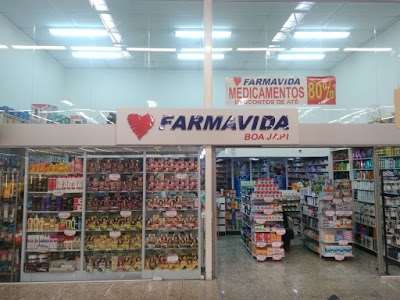 FARMAVIDA
MEDICAMENTOS
DESCONTOS DE ATÉ
80%
FARMAVIDA
BOA JAPI